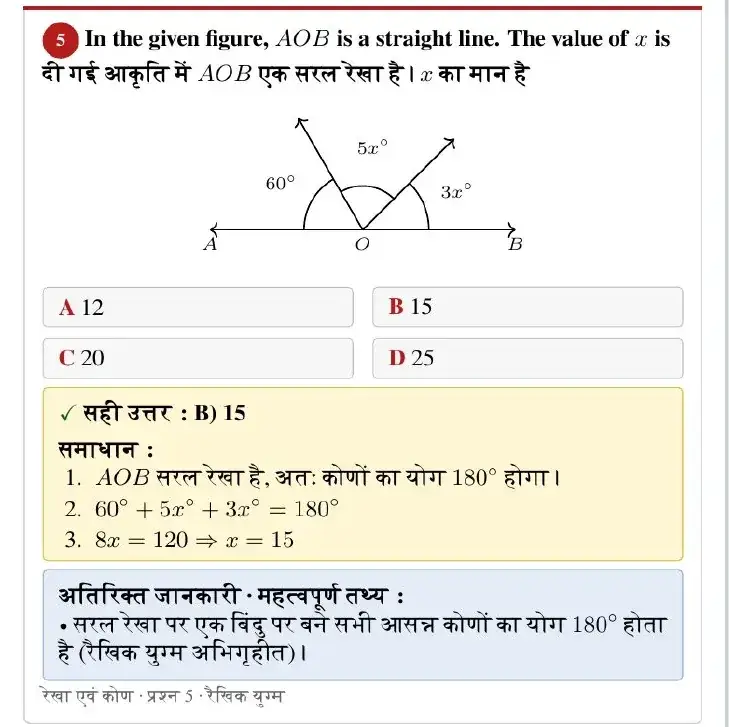 5 In the given figure, AOB is a straight line. The value of x is
दी गई आकृति में AOB एक सरल रेखा है। x का मान है
5x°
60°
3x°
A
O
B
A 12
B 15
C 20
D 25
✓ सही उत्तर : B) 15
समाधान :
1. AOB सरल रेखा है, अतः कोणों का योग 180° होगा।
2. 60° + 5x° + 3x° = 180°
3. 8x = 120 ⇒ x = 15
अतिरिक्त जानकारी · महत्वपूर्ण तथ्य :
• सरल रेखा पर एक बिंदु पर बने सभी आसन्न कोणों का योग 180° होता
है (रैखिक युग्म अभिगृहीत)।
रेखा एवं कोण · प्रश्न 5 · रैखिक युग्म